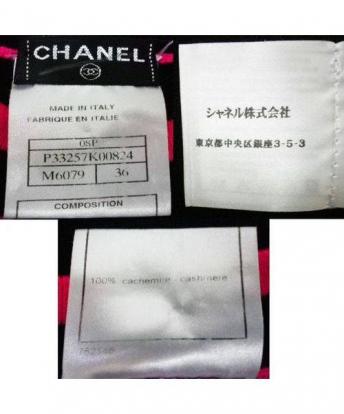 CHANEL
MADE IN ITALY
FABRIQUE EN ITALIE
08P
P33257K00824
M6079 36
COMPOSITION
シャネル株式会社
東京都中央区銀座3-5-3
100% cachemire - cashmere